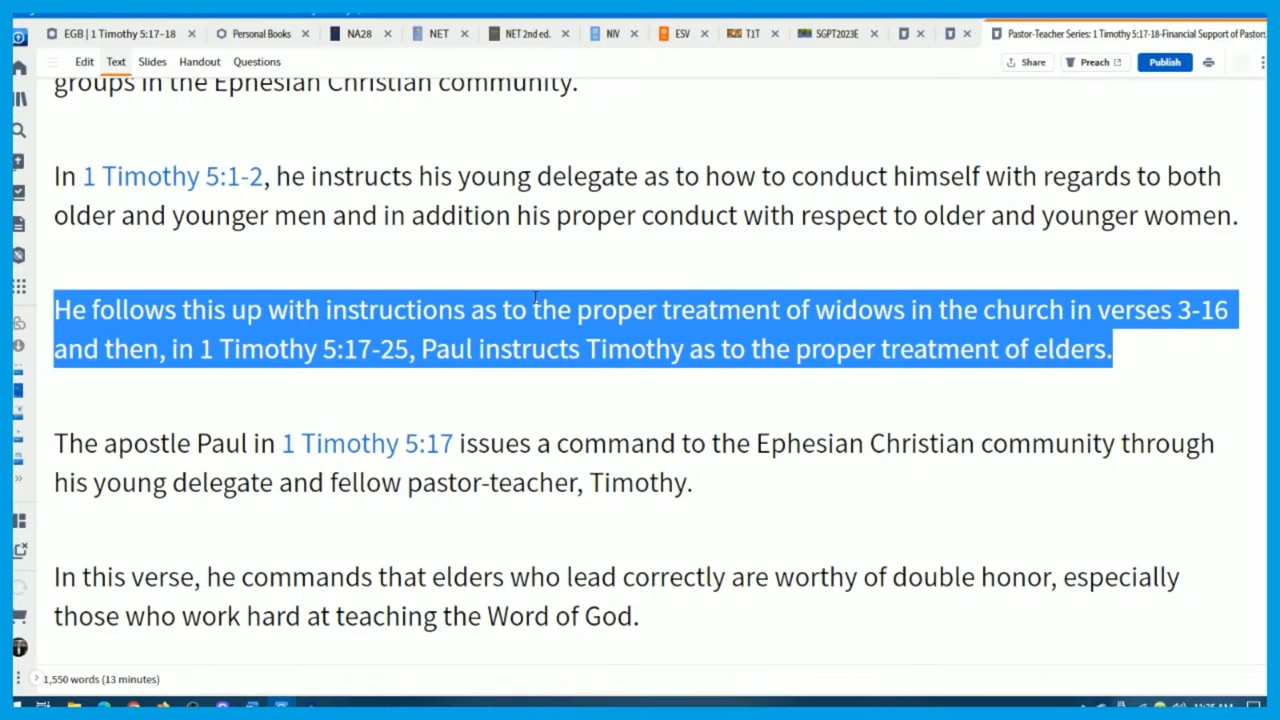 EGB | 1 Timothy 5:17–18
Personal Books
NA28
NET
NET 2nd ed.
NIV
ESV
T1T
SGPT2023E
Pastor-Teacher Series: 1 Timothy 5:17-18-Financial Support of Pastors
Edit Text Slides Handout Questions
Share Preach Publish
groups in the Ephesian Christian community.
In 1 Timothy 5:1-2, he instructs his young delegate as to how to conduct himself with regards to both
older and younger men and in addition his proper conduct with respect to older and younger women.
He follows this up with instructions as to the proper treatment of widows in the church in verses 3-16
and then, in 1 Timothy 5:17-25, Paul instructs Timothy as to the proper treatment of elders.
The apostle Paul in 1 Timothy 5:17 issues a command to the Ephesian Christian community through
his young delegate and fellow pastor-teacher, Timothy.
In this verse, he commands that elders who lead correctly are worthy of double honor, especially
those who work hard at teaching the Word of God.
1,550 words (13 minutes)